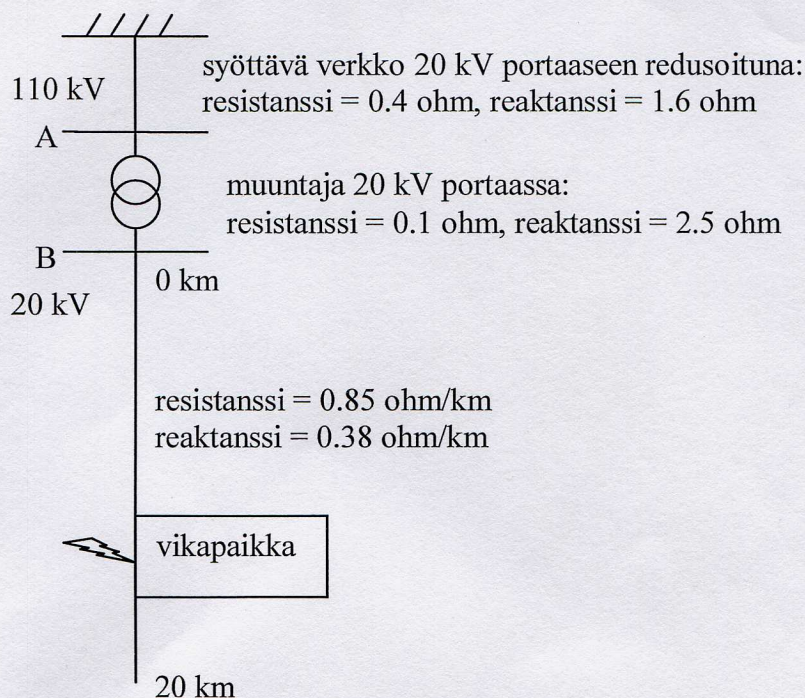 syöttävä verkko 20 kV portaaseen redusoituna:
110 kV
resistanssi = 0.4 ohm, reaktanssi = 1.6 ohm
A
muuntaja 20 kV portaassa:
resistanssi = 0.1 ohm, reaktanssi = 2.5 ohm
B
0 km
20 kV
resistanssi = 0.85 ohm/km
reaktanssi = 0.38 ohm/km
vikapaikka
20 km